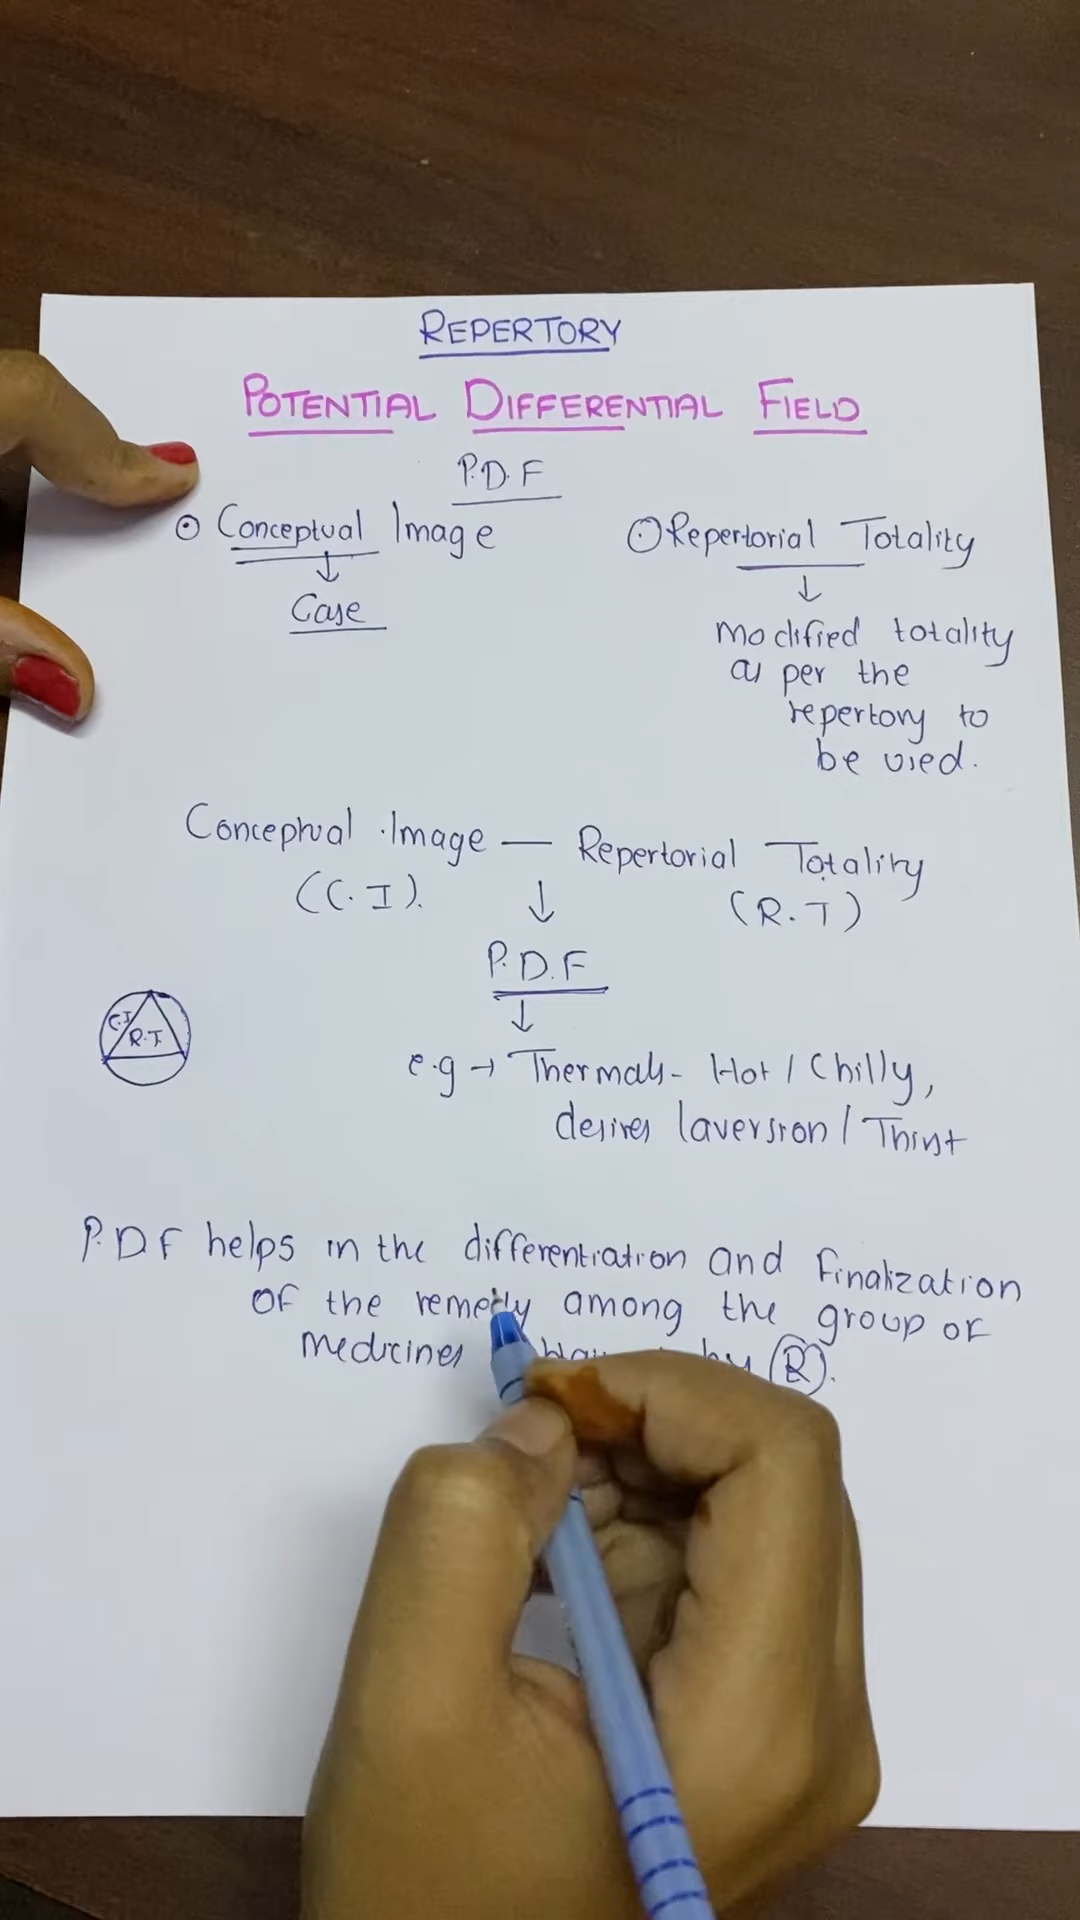 REPERTORY
POTENTIAL DIFFERENTIAL FIELD
P.D.F
Conceptual Image
Case
Repertorial Totality
modified totality
as per the
repertory to
be used.
Conceptual Image — Repertorial Totality
(C.I). ↓ (R.T)
P.D.F
↓
C.I
R.T.
e.g → Thermals - Hot / Chilly,
desires / aversion / Thirst
P.D.F helps in the differentiation and finalization
of the remedy among the group of
medicines by R.